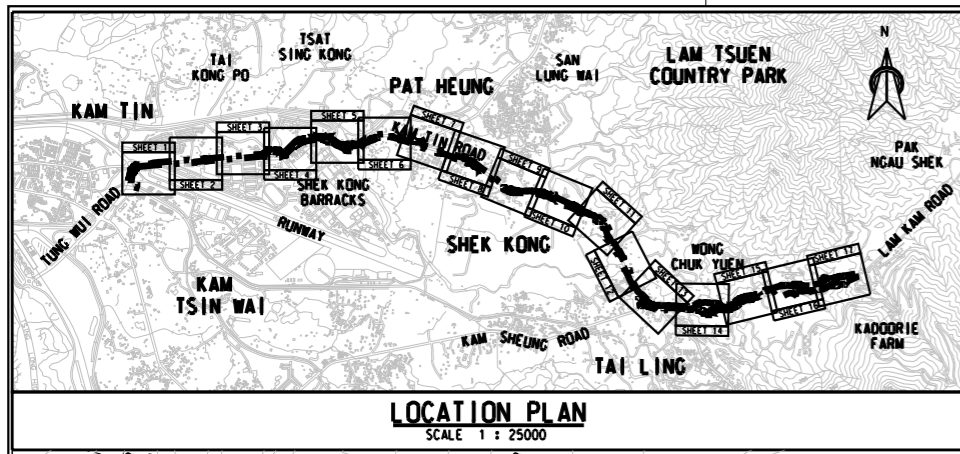 TSAT
SING KONG
TAI
KONG PO
SAN
LUNG WAI
LAM TSUEN
COUNTRY PARK
N
PAT HEUNG
KAM TIN
PAK
NGAU SHEK
SHEET 1
SHEET 2
SHEET 3
SHEET 4
SHEET 5
SHEET 6
SHEET 7
KAM TIN ROAD
SHEET 8
SHEET 9
SHEET 10
SHEK KONG
BARRACKS
TUNG WUI ROAD
RUNWAY
SHEK KONG
WONG
CHUK YUEN
LAM KAM ROAD
SHEET 12
SHEET 14
SHEET 15
SHEET 16
SHEET 17
KAM
TSIN WAI
KAM SHEUNG ROAD
TAI LING
KADOORIE
FARM
LOCATION PLAN
SCALE 1 : 25000